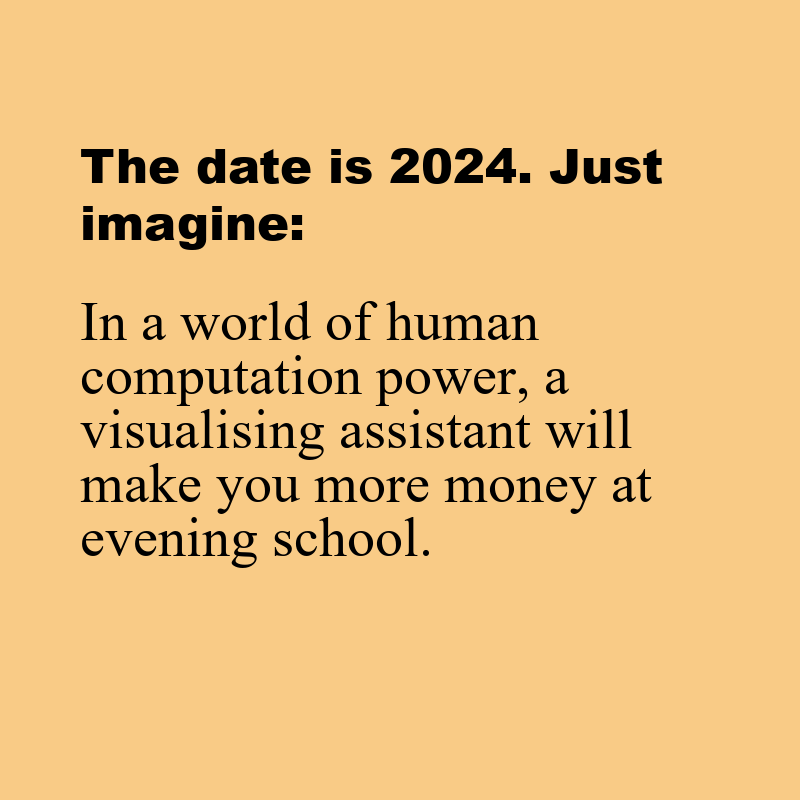 The date is 2024. Just
imagine:
In a world of human
computation power, a
visualising assistant will
make you more money at
evening school.